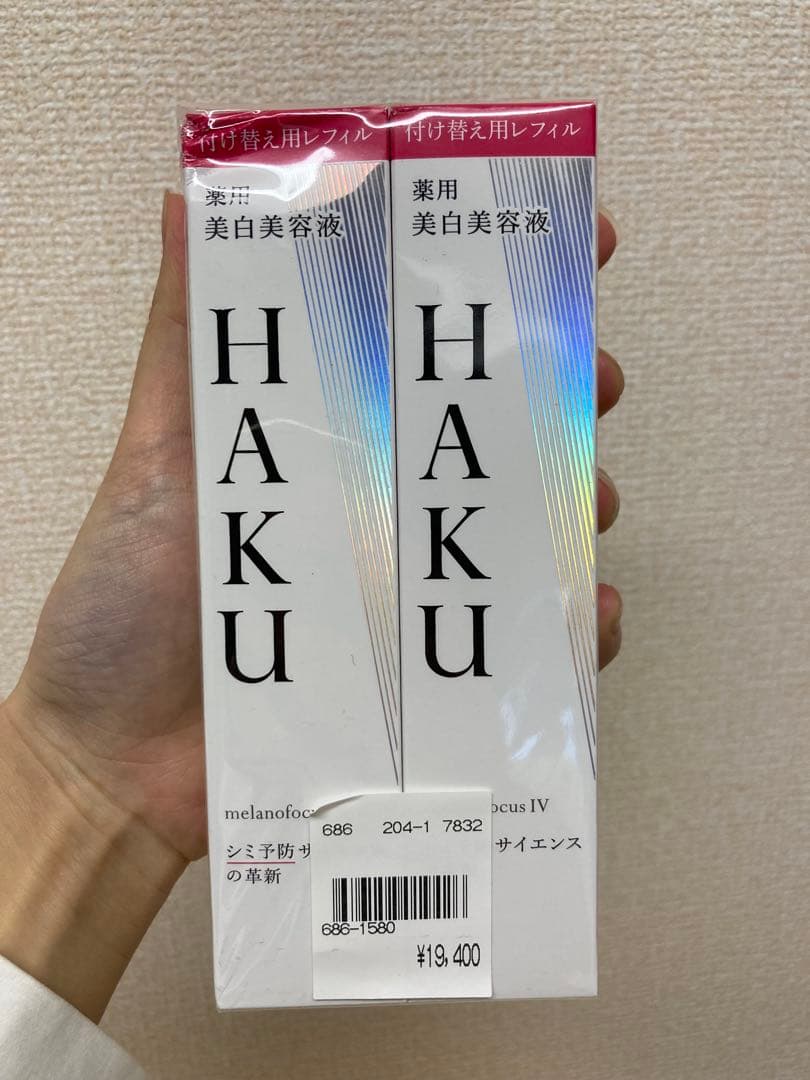 付け替え用レフィル
薬用
美白美容液
HAKU
melanofocu
シミ予防サ
の革新
付け替え用レフィル
薬用
美白美容液
HAKU
ocus IV
サイエンス
686 204-1 7832
686-1580
¥19,400